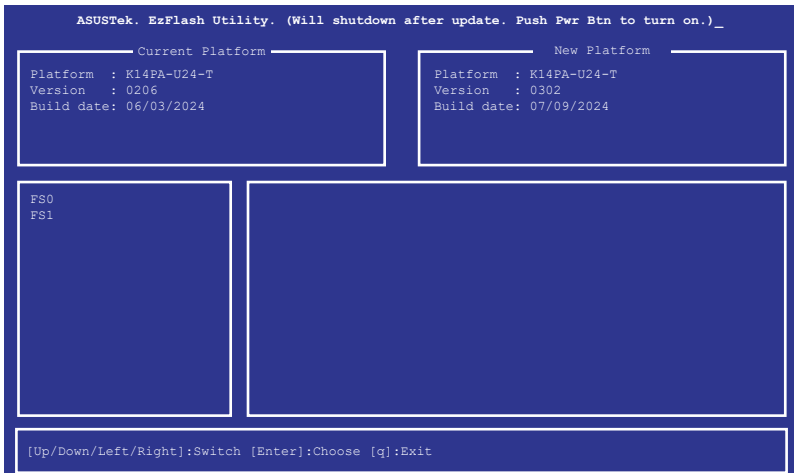 ASUSTek. EzFlash Utility. (Will shutdown after update. Push Pwr Btn to turn on.)_
Current Platform
Platform : K14PA-U24-T
Version : 0206
Build date: 06/03/2024
New Platform
Platform : K14PA-U24-T
Version : 0302
Build date: 07/09/2024
FS0
FS1
[Up/Down/Left/Right]:Switch [Enter]:Choose [q]:Exit